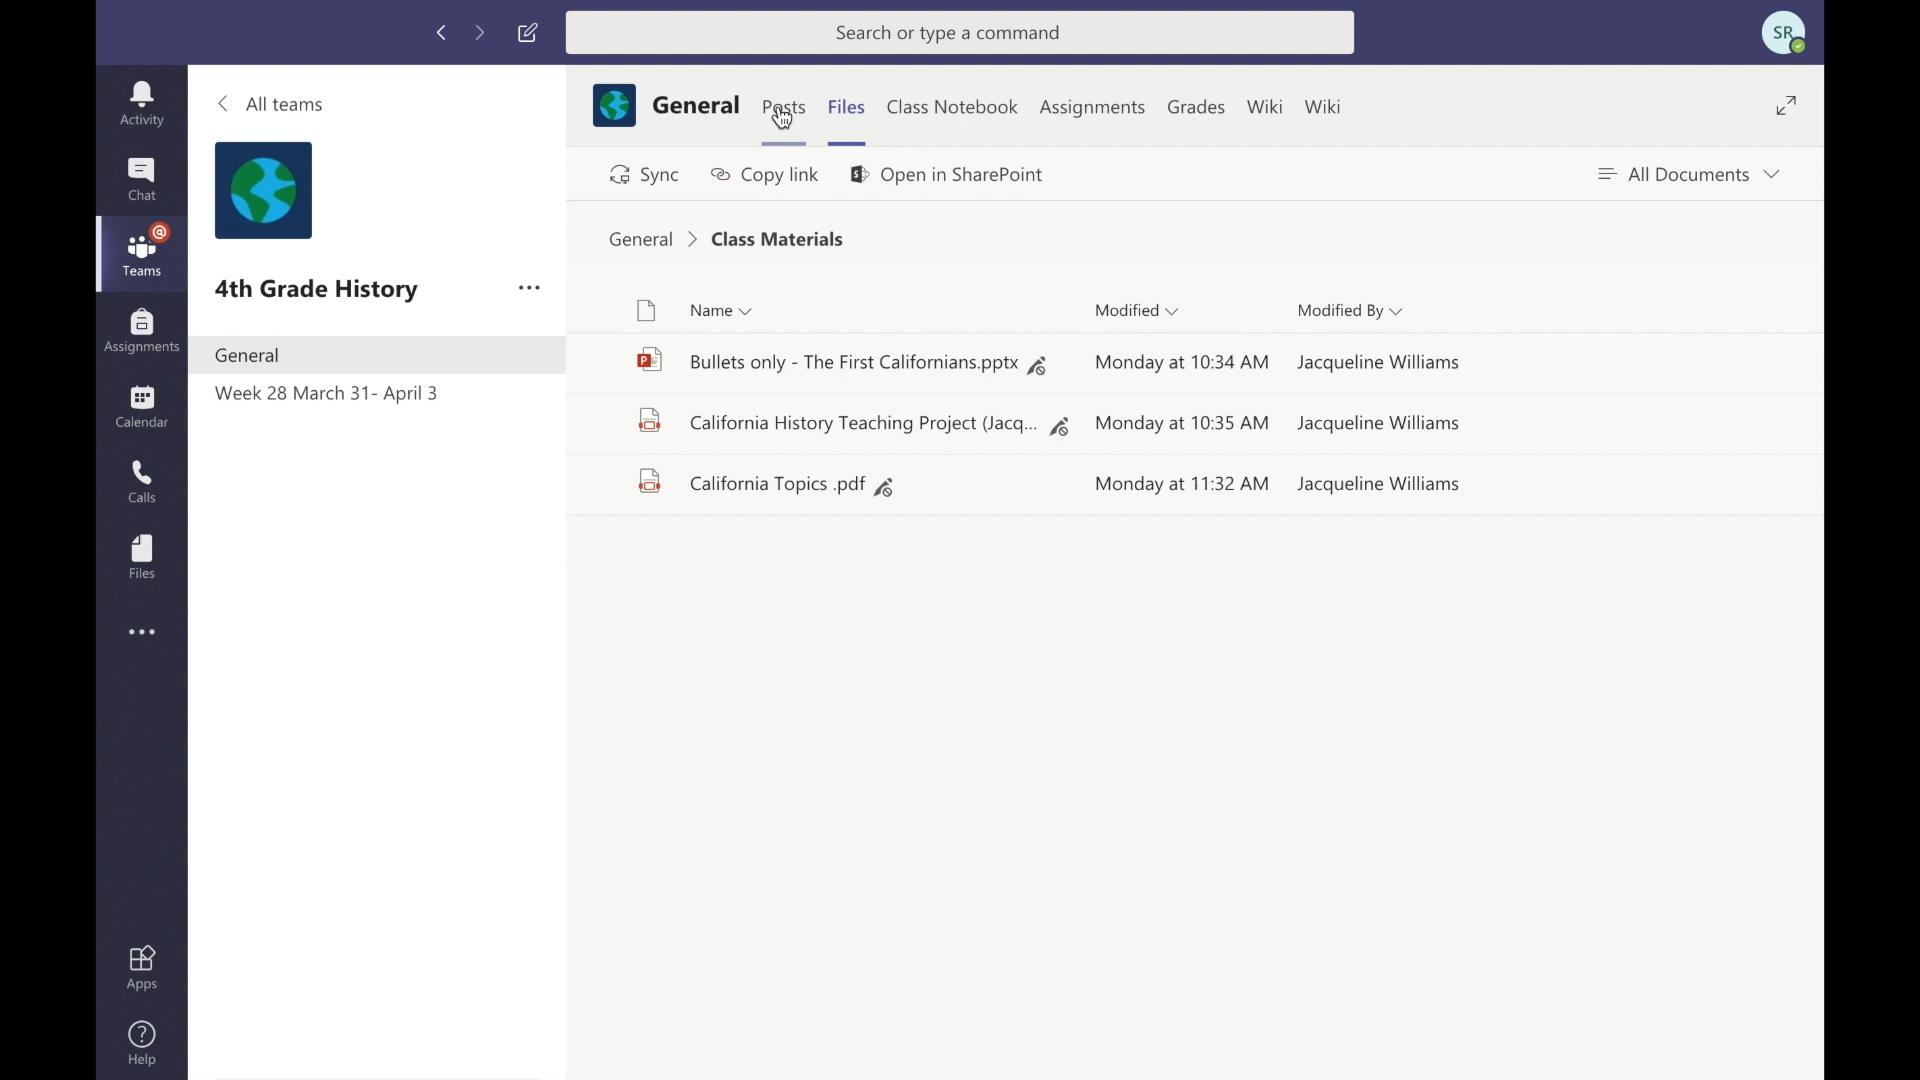 Search or type a command
SR
Activity
Chat
@
Teams
Assignments
Calendar
Calls
Files
Apps
Help
All teams
4th Grade History
General
Week 28 March 31- April 3
General Posts Files Class Notebook Assignments Grades Wiki Wiki
Sync Copy link Open in SharePoint All Documents
General > Class Materials
Name Modified Modified By
Bullets only - The First Californians.pptx Monday at 10:34 AM Jacqueline Williams
California History Teaching Project (Jacq... Monday at 10:35 AM Jacqueline Williams
California Topics .pdf Monday at 11:32 AM Jacqueline Williams